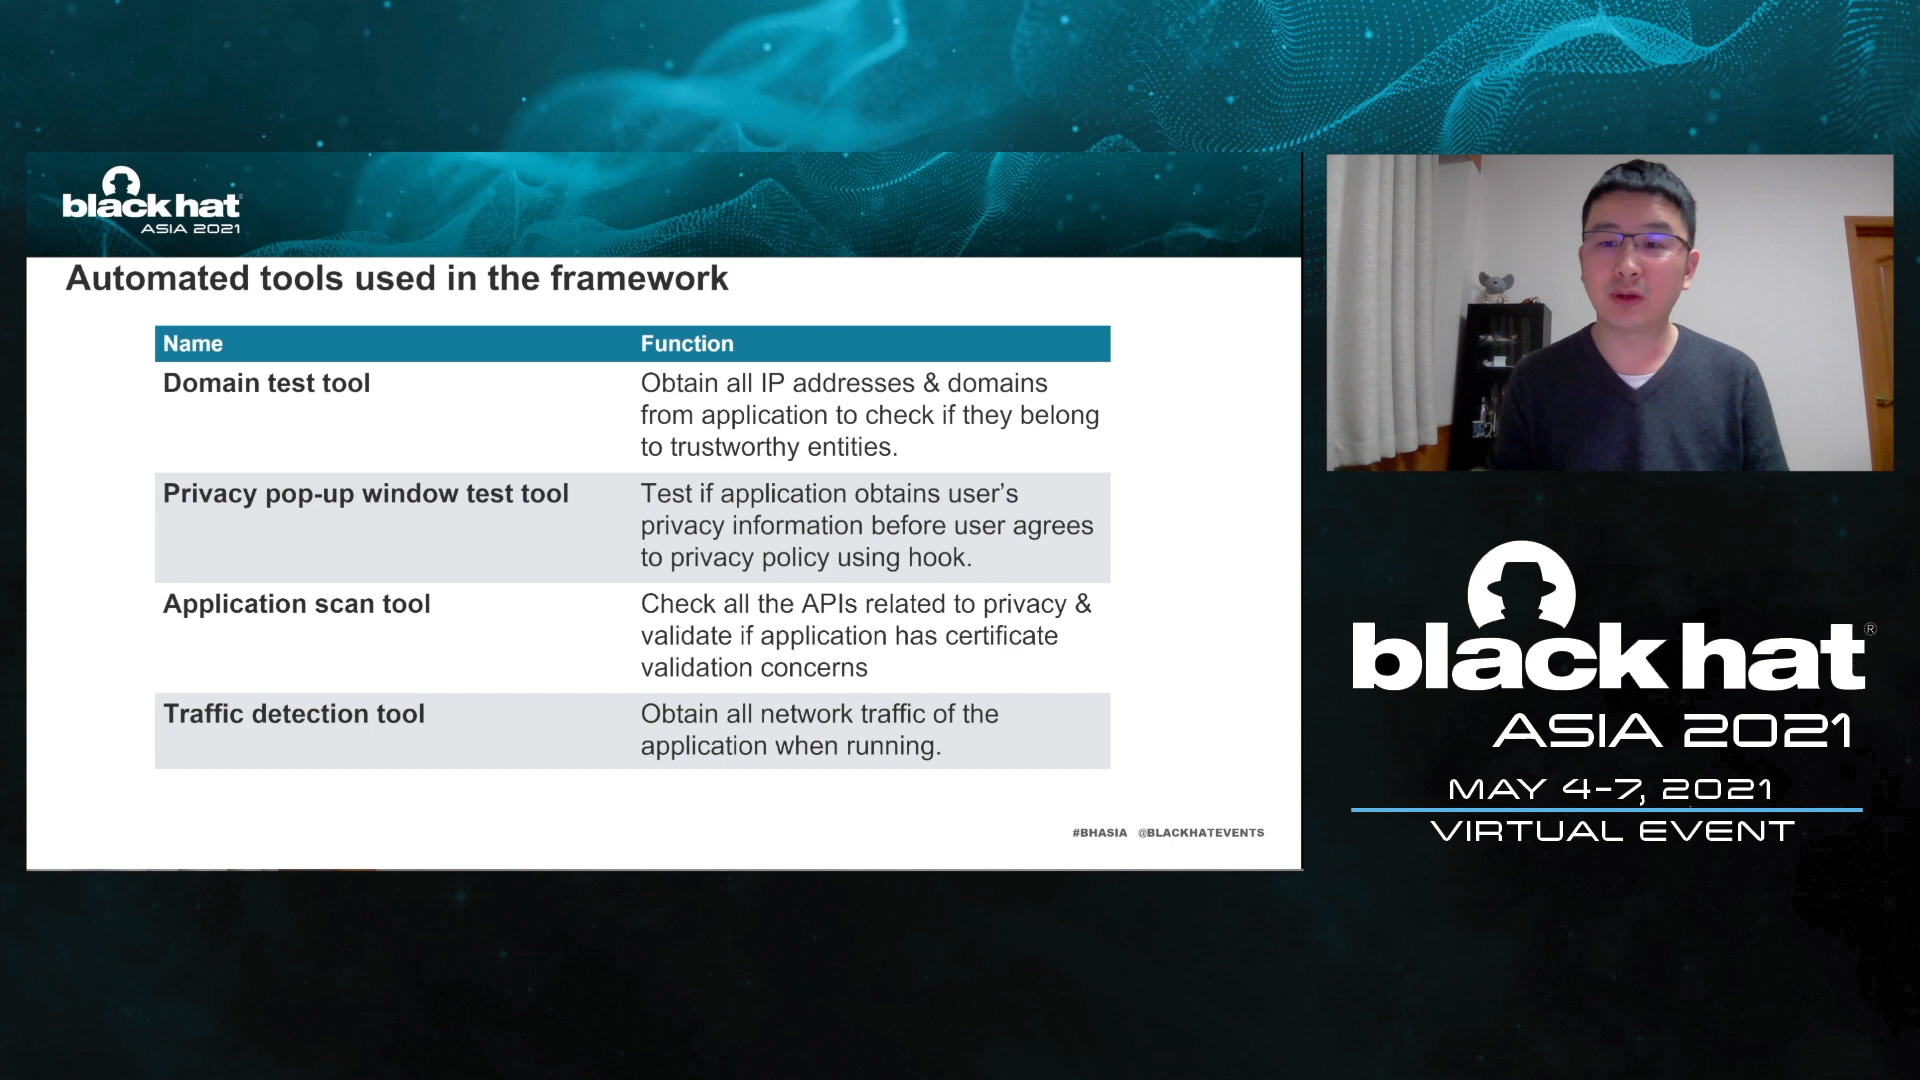 black hat
ASIA 2021
Automated tools used in the framework
Name Function
Domain test tool Obtain all IP addresses & domains
from application to check if they belong
to trustworthy entities.
Privacy pop-up window test tool Test if application obtains user’s
privacy information before user agrees
to privacy policy using hook.
Application scan tool Check all the APIs related to privacy &
validate if application has certificate
validation concerns
Traffic detection tool Obtain all network traffic of the
application when running.
#BHASIA @BLACKHATEVENTS
black hat®
ASIA 2021
MAY 4-7, 2021
VIRTUAL EVENT